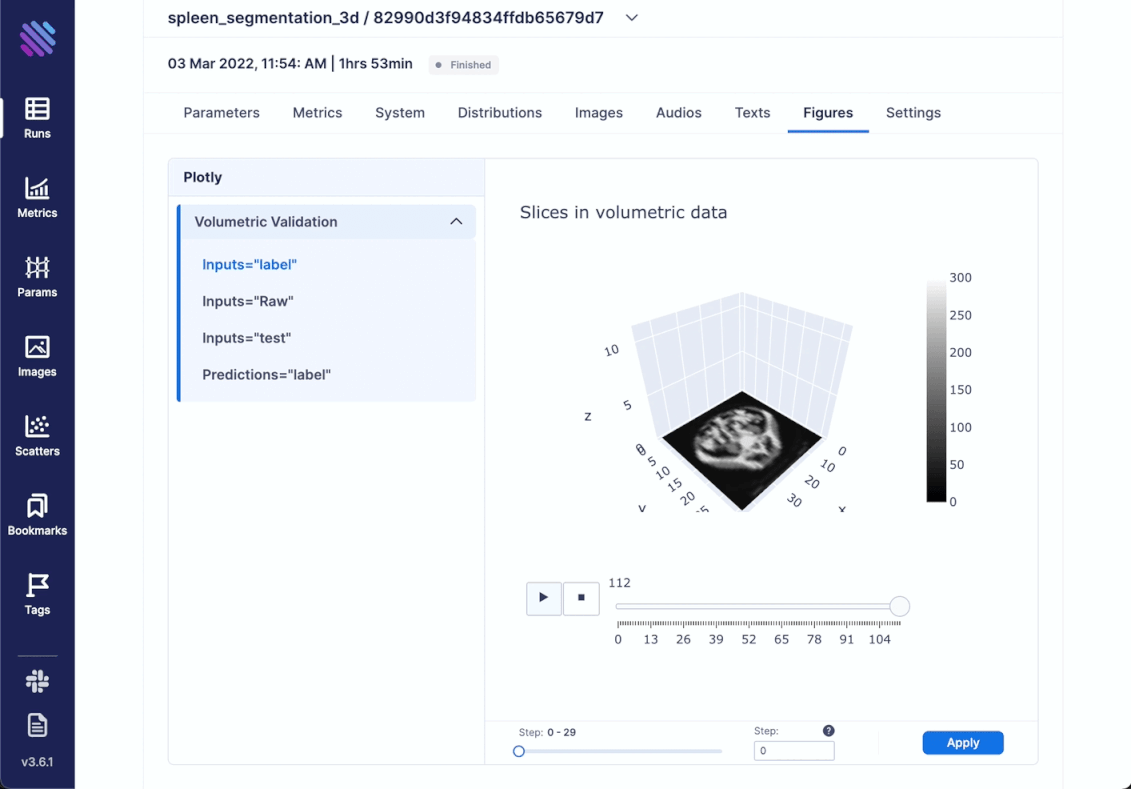 spleen_segmentation_3d / 82990d3f94834ffdb65679d7
03 Mar 2022, 11:54: AM | 1hrs 53min
Finished
Parameters Metrics System Distributions Images Audios Texts Figures Settings
Runs
Metrics
Params
Images
Scatters
Bookmarks
Tags
v3.6.1
Plotly
Volumetric Validation
Inputs="label"
Inputs="Raw"
Inputs="test"
Predictions="label"
Slices in volumetric data
300
250
200
150
100
50
0
10
5
0
z
0
5
10
15
20
y
0
10
20
30
x
112
0 13 26 39 52 65 78 91 104
Step: 0 - 29
Step:
?
0
Apply